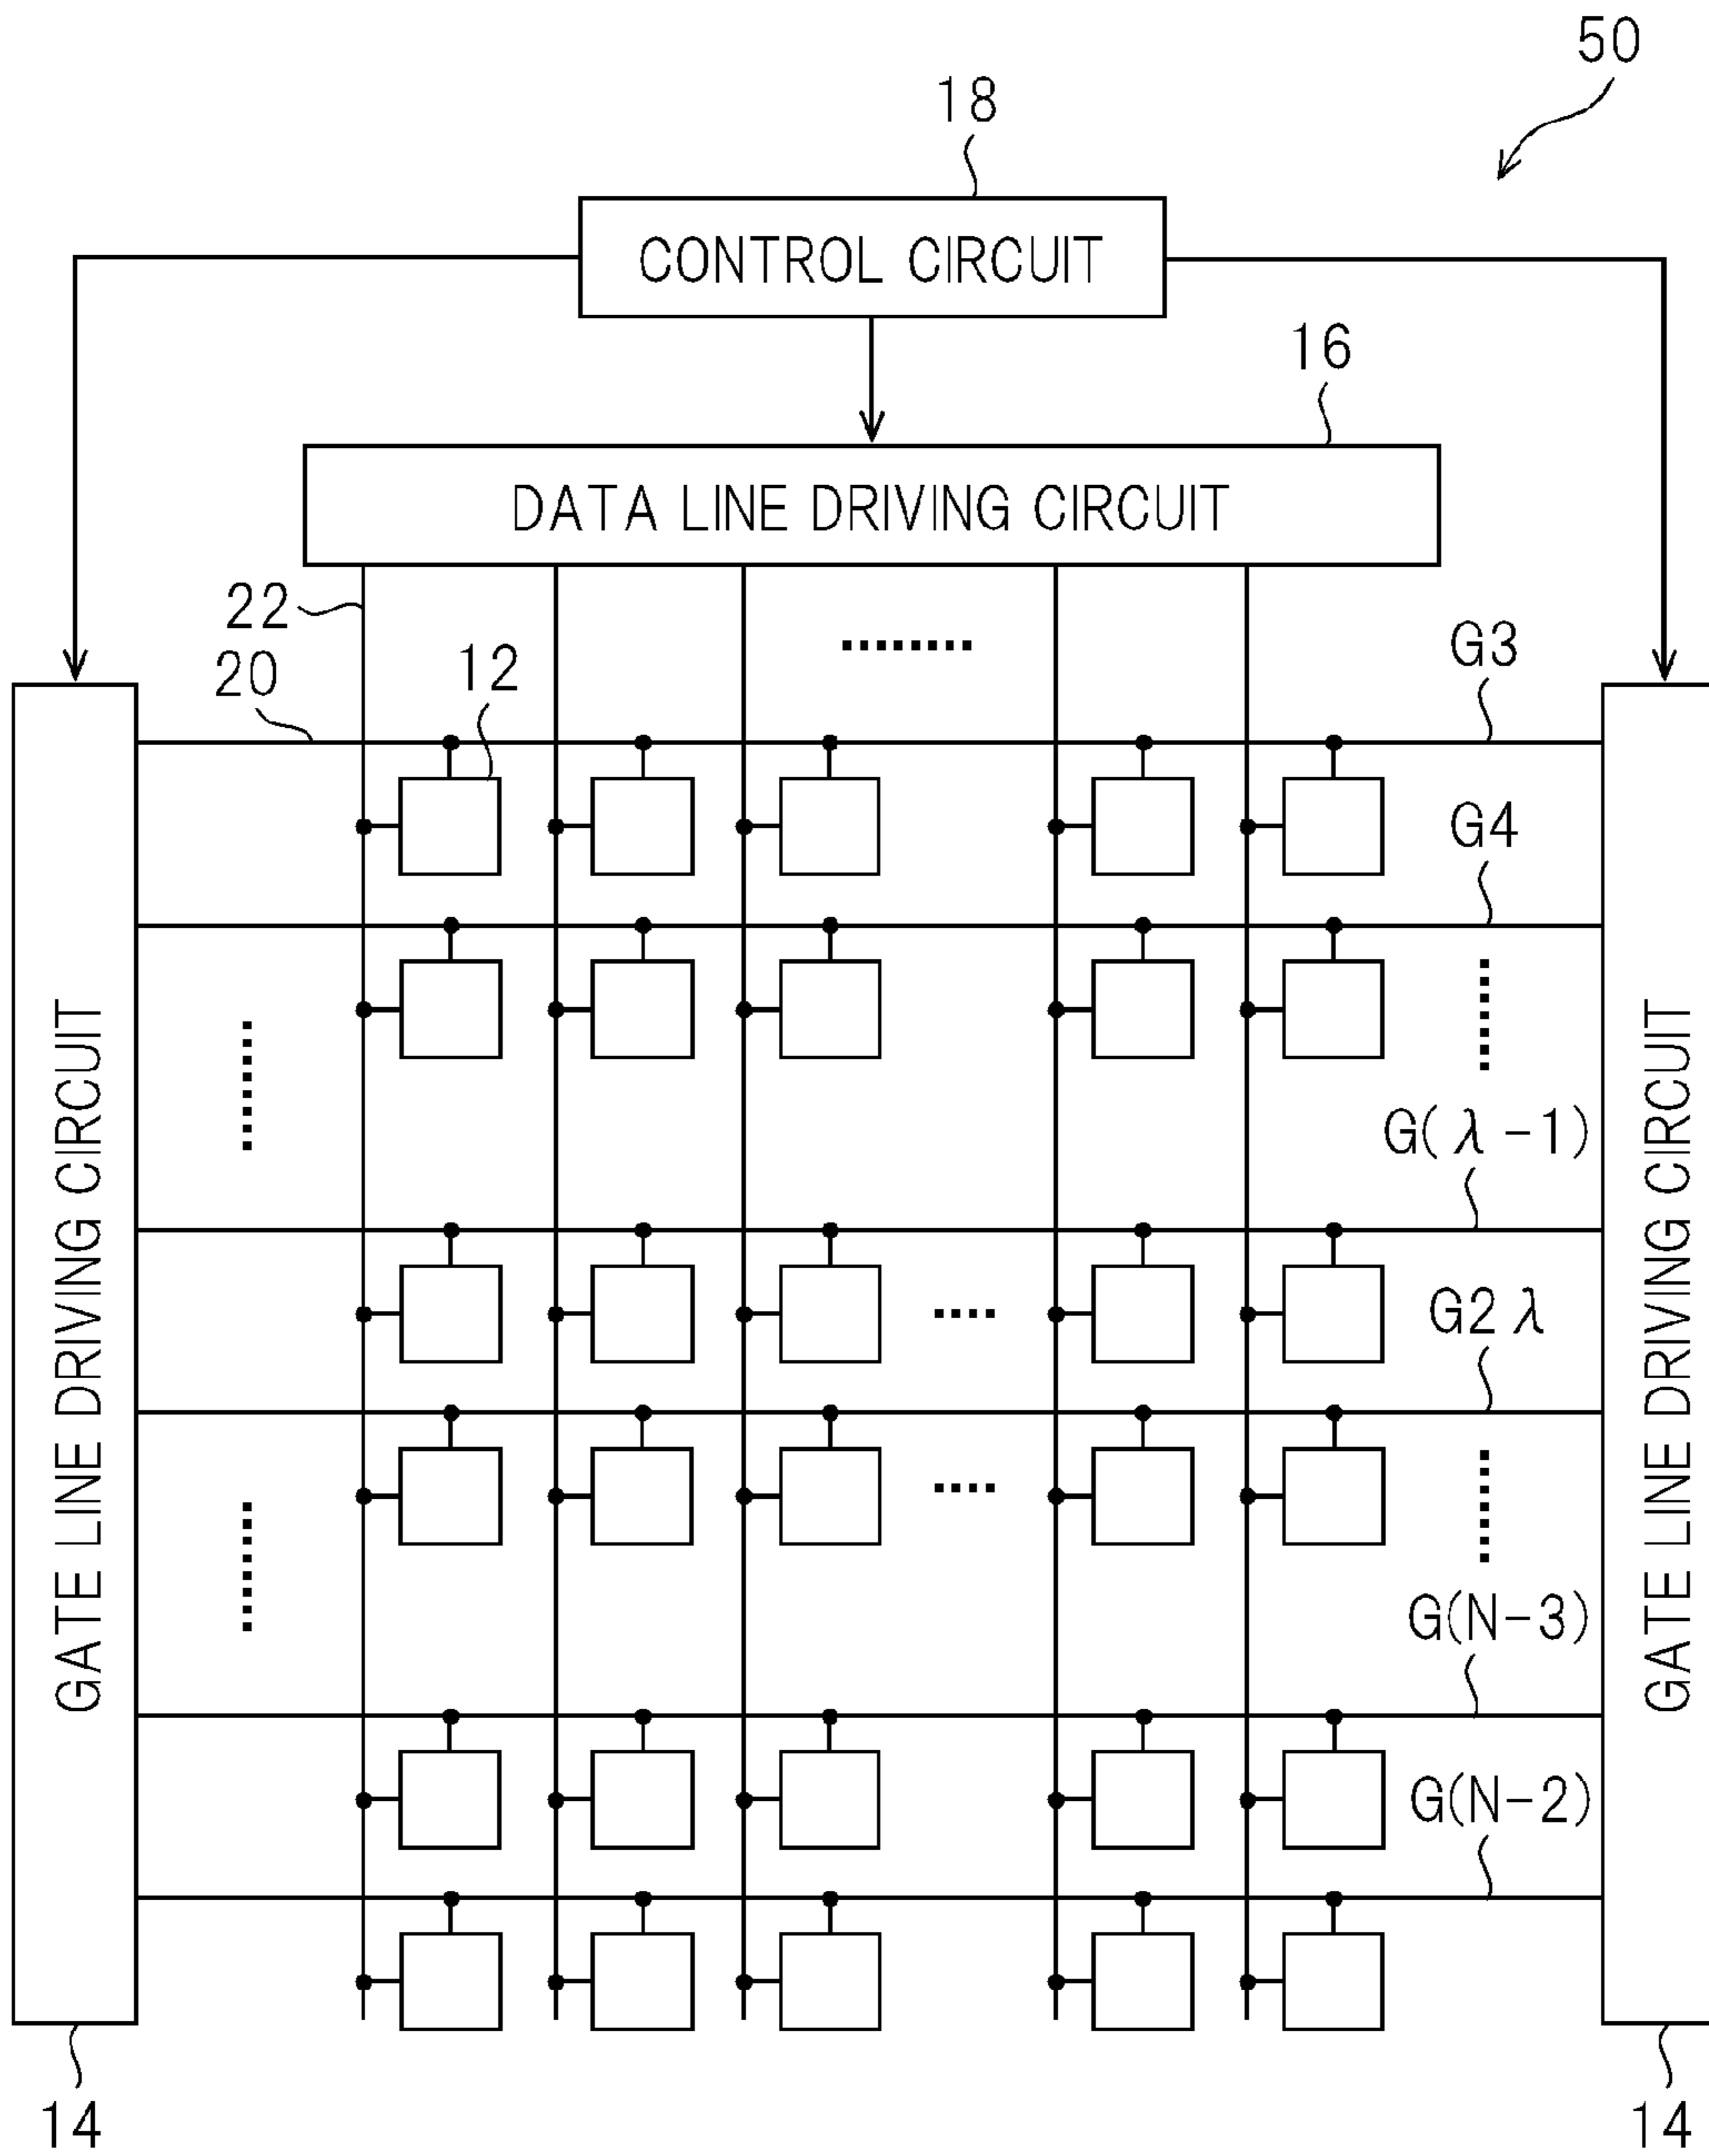 50
18
CONTROL CIRCUIT
16
DATA LINE DRIVING CIRCUIT
22
20
12
G3
G4
G(λ-1)
G2λ
G(N-3)
G(N-2)
GATE LINE DRIVING CIRCUIT
GATE LINE DRIVING CIRCUIT
14
14